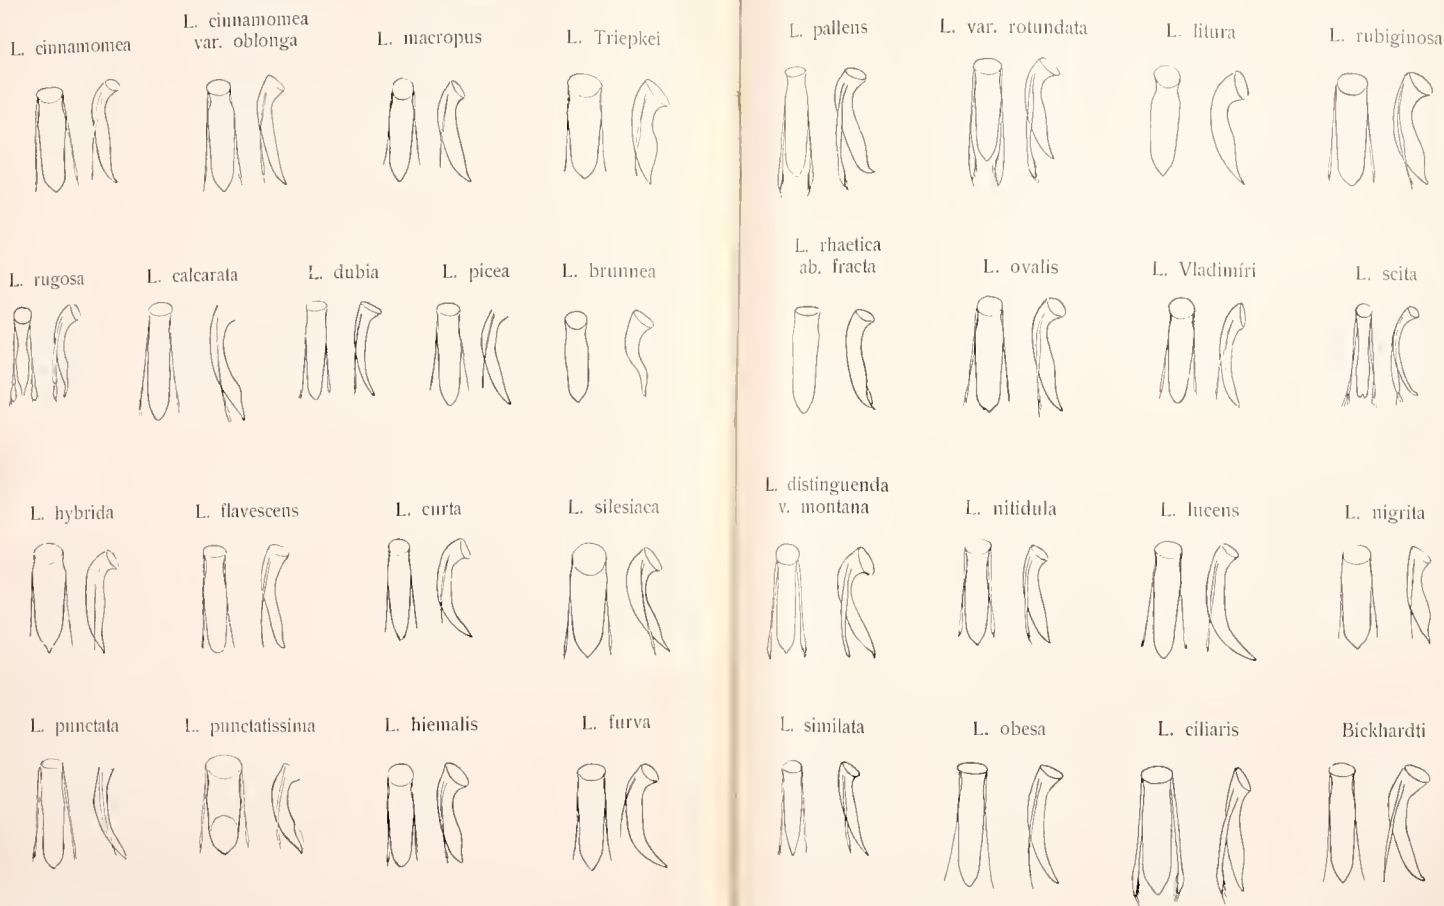 L. cinnamomea
L. cinnamomea
var. oblonga
L. macropus
L. Triepkei
L. rugosa
L. calcarata
L. dubia
L. picea
L. brunnea
L. hybrida
L. flavescens
L. curta
L. silesiaca
L. punctata
L. punctatissima
L. hiemalis
L. furva
L. pallens
L. var. rotundata
L. litura
L. rubiginosa
L. rhaetica
ab. fracta
L. ovalis
L. Vladimíri
L. scita
L. distinguenda
v. montana
L. nitidula
L. lucens
L. nigrita
L. similata
L. obesa
L. ciliaris
Bickhardti